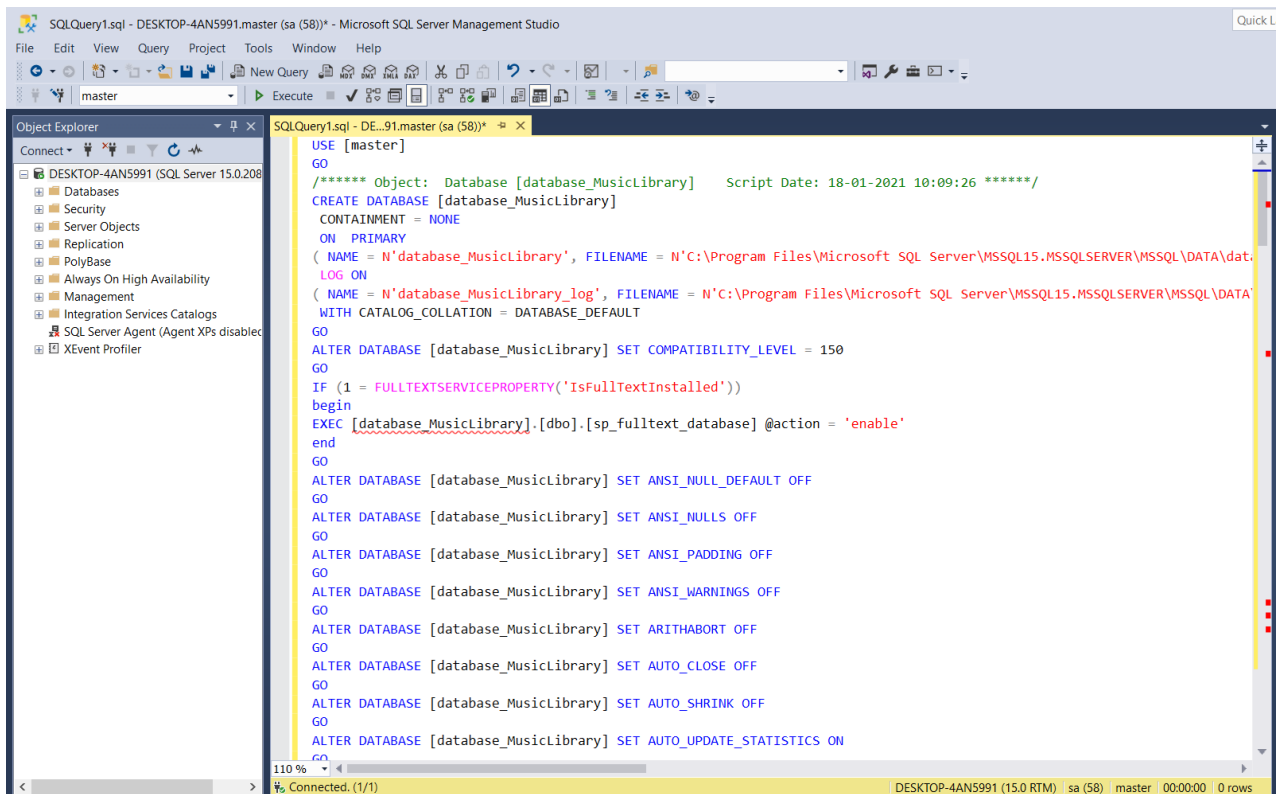 SQLQuery1.sql - DESKTOP-4AN5991.master (sa (58))* - Microsoft SQL Server Management Studio
Quick L
File Edit View Query Project Tools Window Help
New Query MDX DMX XMLA DAX
master Execute
Object Explorer
Connect
DESKTOP-4AN5991 (SQL Server 15.0.208
Databases
Security
Server Objects
Replication
PolyBase
Always On High Availability
Management
Integration Services Catalogs
SQL Server Agent (Agent XPs disabled
XEvent Profiler
SQLQuery1.sql - DE...91.master (sa (58))*
USE [master]
GO
/****** Object:  Database [database_MusicLibrary]    Script Date: 18-01-2021 10:09:26 ******/
CREATE DATABASE [database_MusicLibrary]
CONTAINMENT = NONE
ON  PRIMARY
( NAME = N'database_MusicLibrary', FILENAME = N'C:\Program Files\Microsoft SQL Server\MSSQL15.MSSQLSERVER\MSSQL\DATA\data
LOG ON
( NAME = N'database_MusicLibrary_log', FILENAME = N'C:\Program Files\Microsoft SQL Server\MSSQL15.MSSQLSERVER\MSSQL\DATA\
WITH CATALOG_COLLATION = DATABASE_DEFAULT
GO
ALTER DATABASE [database_MusicLibrary] SET COMPATIBILITY_LEVEL = 150
GO
IF (1 = FULLTEXTSERVICEPROPERTY('IsFullTextInstalled'))
begin
EXEC [database_MusicLibrary].[dbo].[sp_fulltext_database] @action = 'enable'
end
GO
ALTER DATABASE [database_MusicLibrary] SET ANSI_NULL_DEFAULT OFF
GO
ALTER DATABASE [database_MusicLibrary] SET ANSI_NULLS OFF
GO
ALTER DATABASE [database_MusicLibrary] SET ANSI_PADDING OFF
GO
ALTER DATABASE [database_MusicLibrary] SET ANSI_WARNINGS OFF
GO
ALTER DATABASE [database_MusicLibrary] SET ARITHABORT OFF
GO
ALTER DATABASE [database_MusicLibrary] SET AUTO_CLOSE OFF
GO
ALTER DATABASE [database_MusicLibrary] SET AUTO_SHRINK OFF
GO
ALTER DATABASE [database_MusicLibrary] SET AUTO_UPDATE_STATISTICS ON
GO
110 %
Connected. (1/1)
DESKTOP-4AN5991 (15.0 RTM) sa (58) master 00:00:00 0 rows